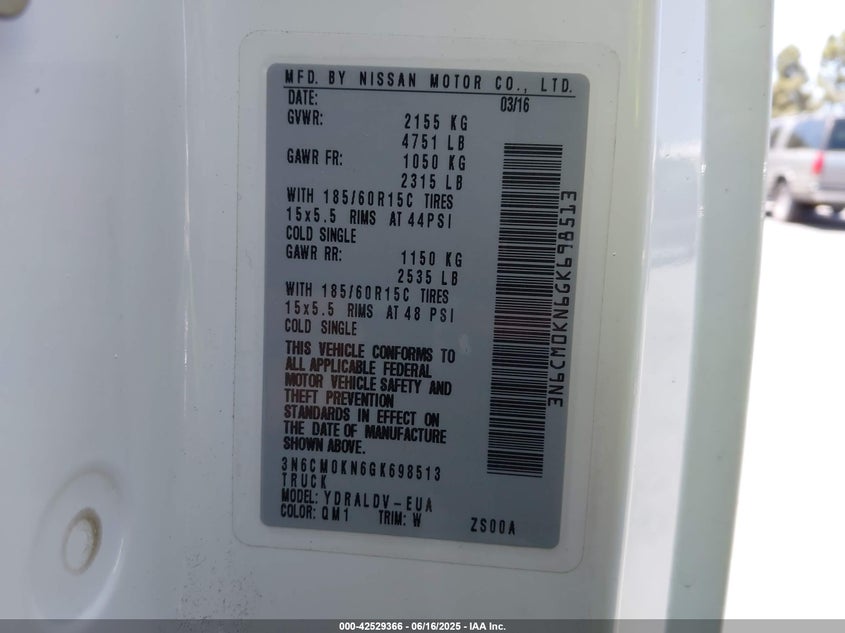 MFD. BY NISSAN MOTOR CO., LTD.
DATE: 03/16
GVWR: 2155 KG
4751 LB
GAWR FR: 1050 KG
2315 LB
WITH 185/60R15C TIRES
15x5.5 RIMS AT 44PSI
COLD SINGLE
GAWR RR: 1150 KG
2535 LB
WITH 185/60R15C TIRES
15x5.5 RIMS AT 48 PSI
COLD SINGLE
THIS VEHICLE CONFORMS TO
ALL APPLICABLE FEDERAL
MOTOR VEHICLE SAFETY AND
THEFT PREVENTION
STANDARDS IN EFFECT ON
THE DATE OF MANUFACTURE
SHOWN ABOVE.
3N6CM0KN6GK698513
TRUCK
MODEL: YDRALDV-EUA
COLOR: QM1 TRIM: W ZS00A
3N6CM0KN6GK698513
000-42529366 - 06/16/2025 - IAA Inc.